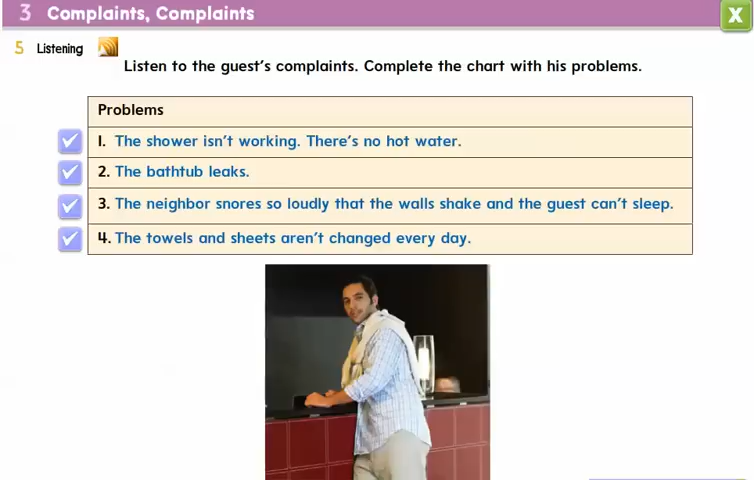 3 Complaints, Complaints
X
5 Listening
Listen to the guest's complaints. Complete the chart with his problems.
Problems
1. The shower isn't working. There's no hot water.
2. The bathtub leaks.
3. The neighbor snores so loudly that the walls shake and the guest can't sleep.
4. The towels and sheets aren't changed every day.